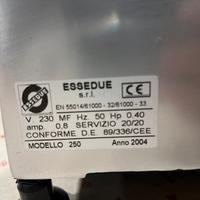 ESSEDUE
ESSEDUE
s.r.l.
CE
EN 55014/61000 - 32/61000 - 33
V. 230 MF Hz. 50 Hp 0.40
amp. 0,8 SERVIZIO 20/20
CONFORME D.E. 89/336/CEE
MODELLO 250 Anno 2004